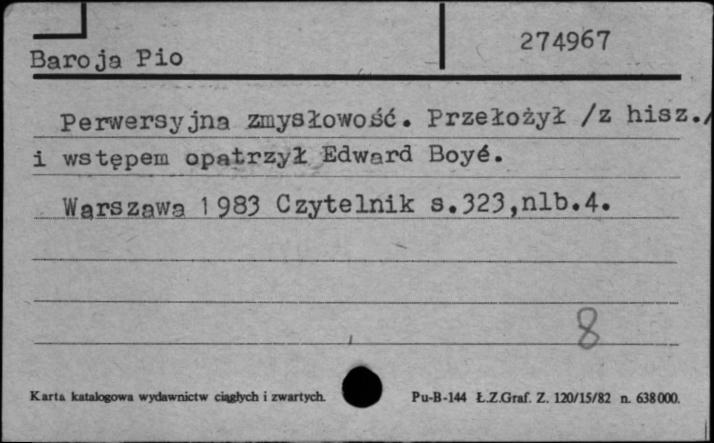 274967
Baroja Pio
Perwersyjna zmysłowość. Przełożył /z hisz./
i wstępem opatrzył Edward Boyé.
Warszawa 1983 Czytelnik s.323,nlb.4.
8
Karta katalogowa wydawnictw ciągłych i zwartych.
Pu-B-144 Ł.Z.Graf. Z. 120/15/82 n. 638000.